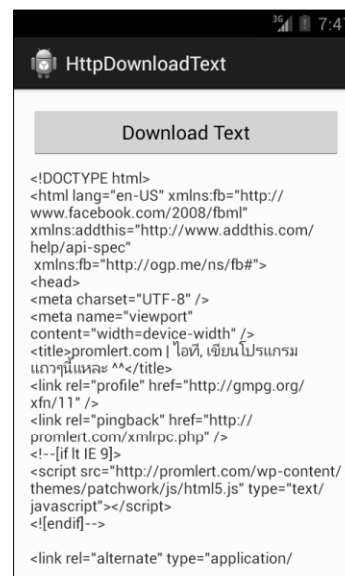 3G 7:47
HttpDownloadText
Download Text
<!DOCTYPE html>
<html lang="en-US" xmlns:fb="http://
www.facebook.com/2008/fbml"
xmlns:addthis="http://www.addthis.com/
help/api-spec"
xmlns:fb="http://ogp.me/ns/fb#">
<head>
<meta charset="UTF-8" />
<meta name="viewport"
content="width=device-width" />
<title>promlert.com | ไอที, เขียนโปรแกรม
แถวๆนี้แหละ ^^</title>
<link rel="profile" href="http://gmpg.org/
xfn/11" />
<link rel="pingback" href="http://
promlert.com/xmlrpc.php" />
<!--[if lt IE 9]>
<script src="http://promlert.com/wp-content/
themes/patchwork/js/html5.js" type="text/
javascript"></script>
<![endif]-->
<link rel="alternate" type="application/